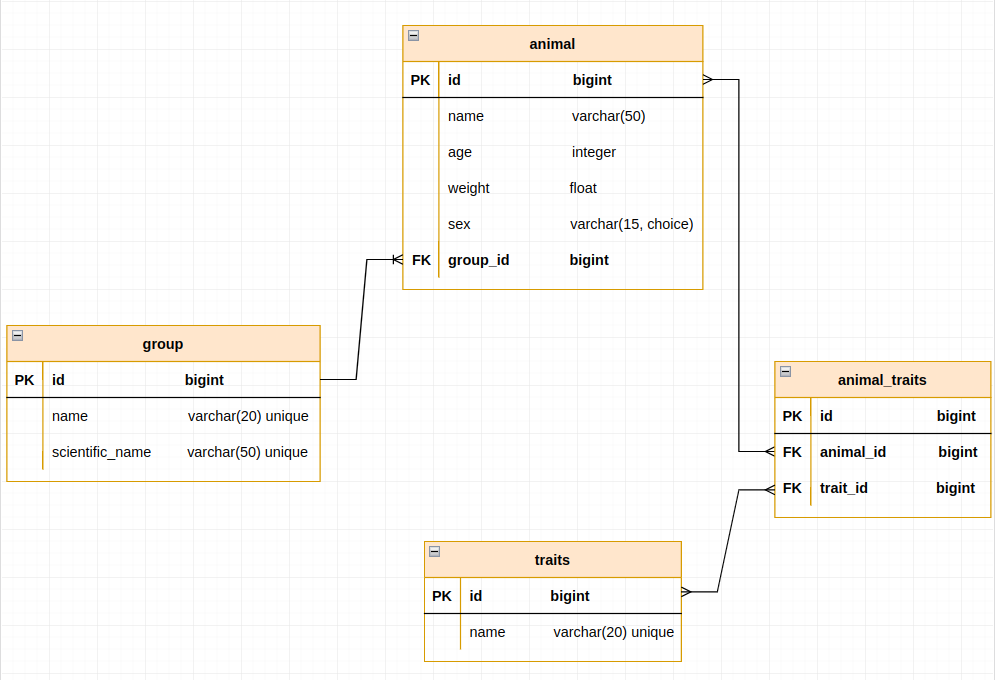 animal
PK id bigint
name varchar(50)
age integer
weight float
sex varchar(15, choice)
FK group_id bigint
group
PK id bigint
name varchar(20) unique
scientific_name varchar(50) unique
animal_traits
PK id bigint
FK animal_id bigint
FK trait_id bigint
traits
PK id bigint
name varchar(20) unique